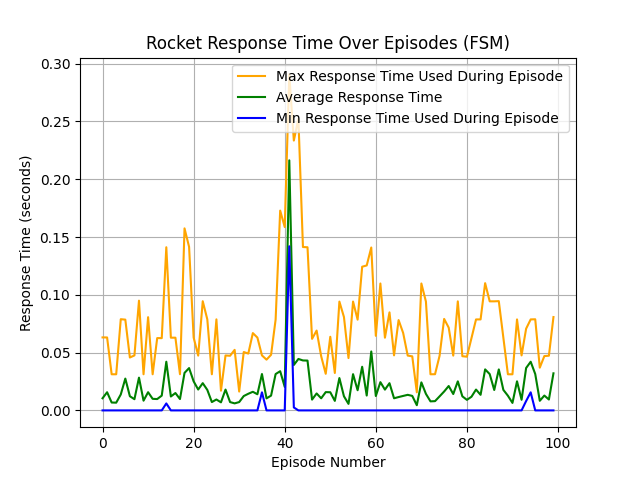 Rocket Response Time Over Episodes (FSM)
Max Response Time Used During Episode
Average Response Time
Min Response Time Used During Episode
Response Time (seconds)
0.30
0.25
0.20
0.15
0.10
0.05
0.00
0 20 40 60 80 100
Episode Number